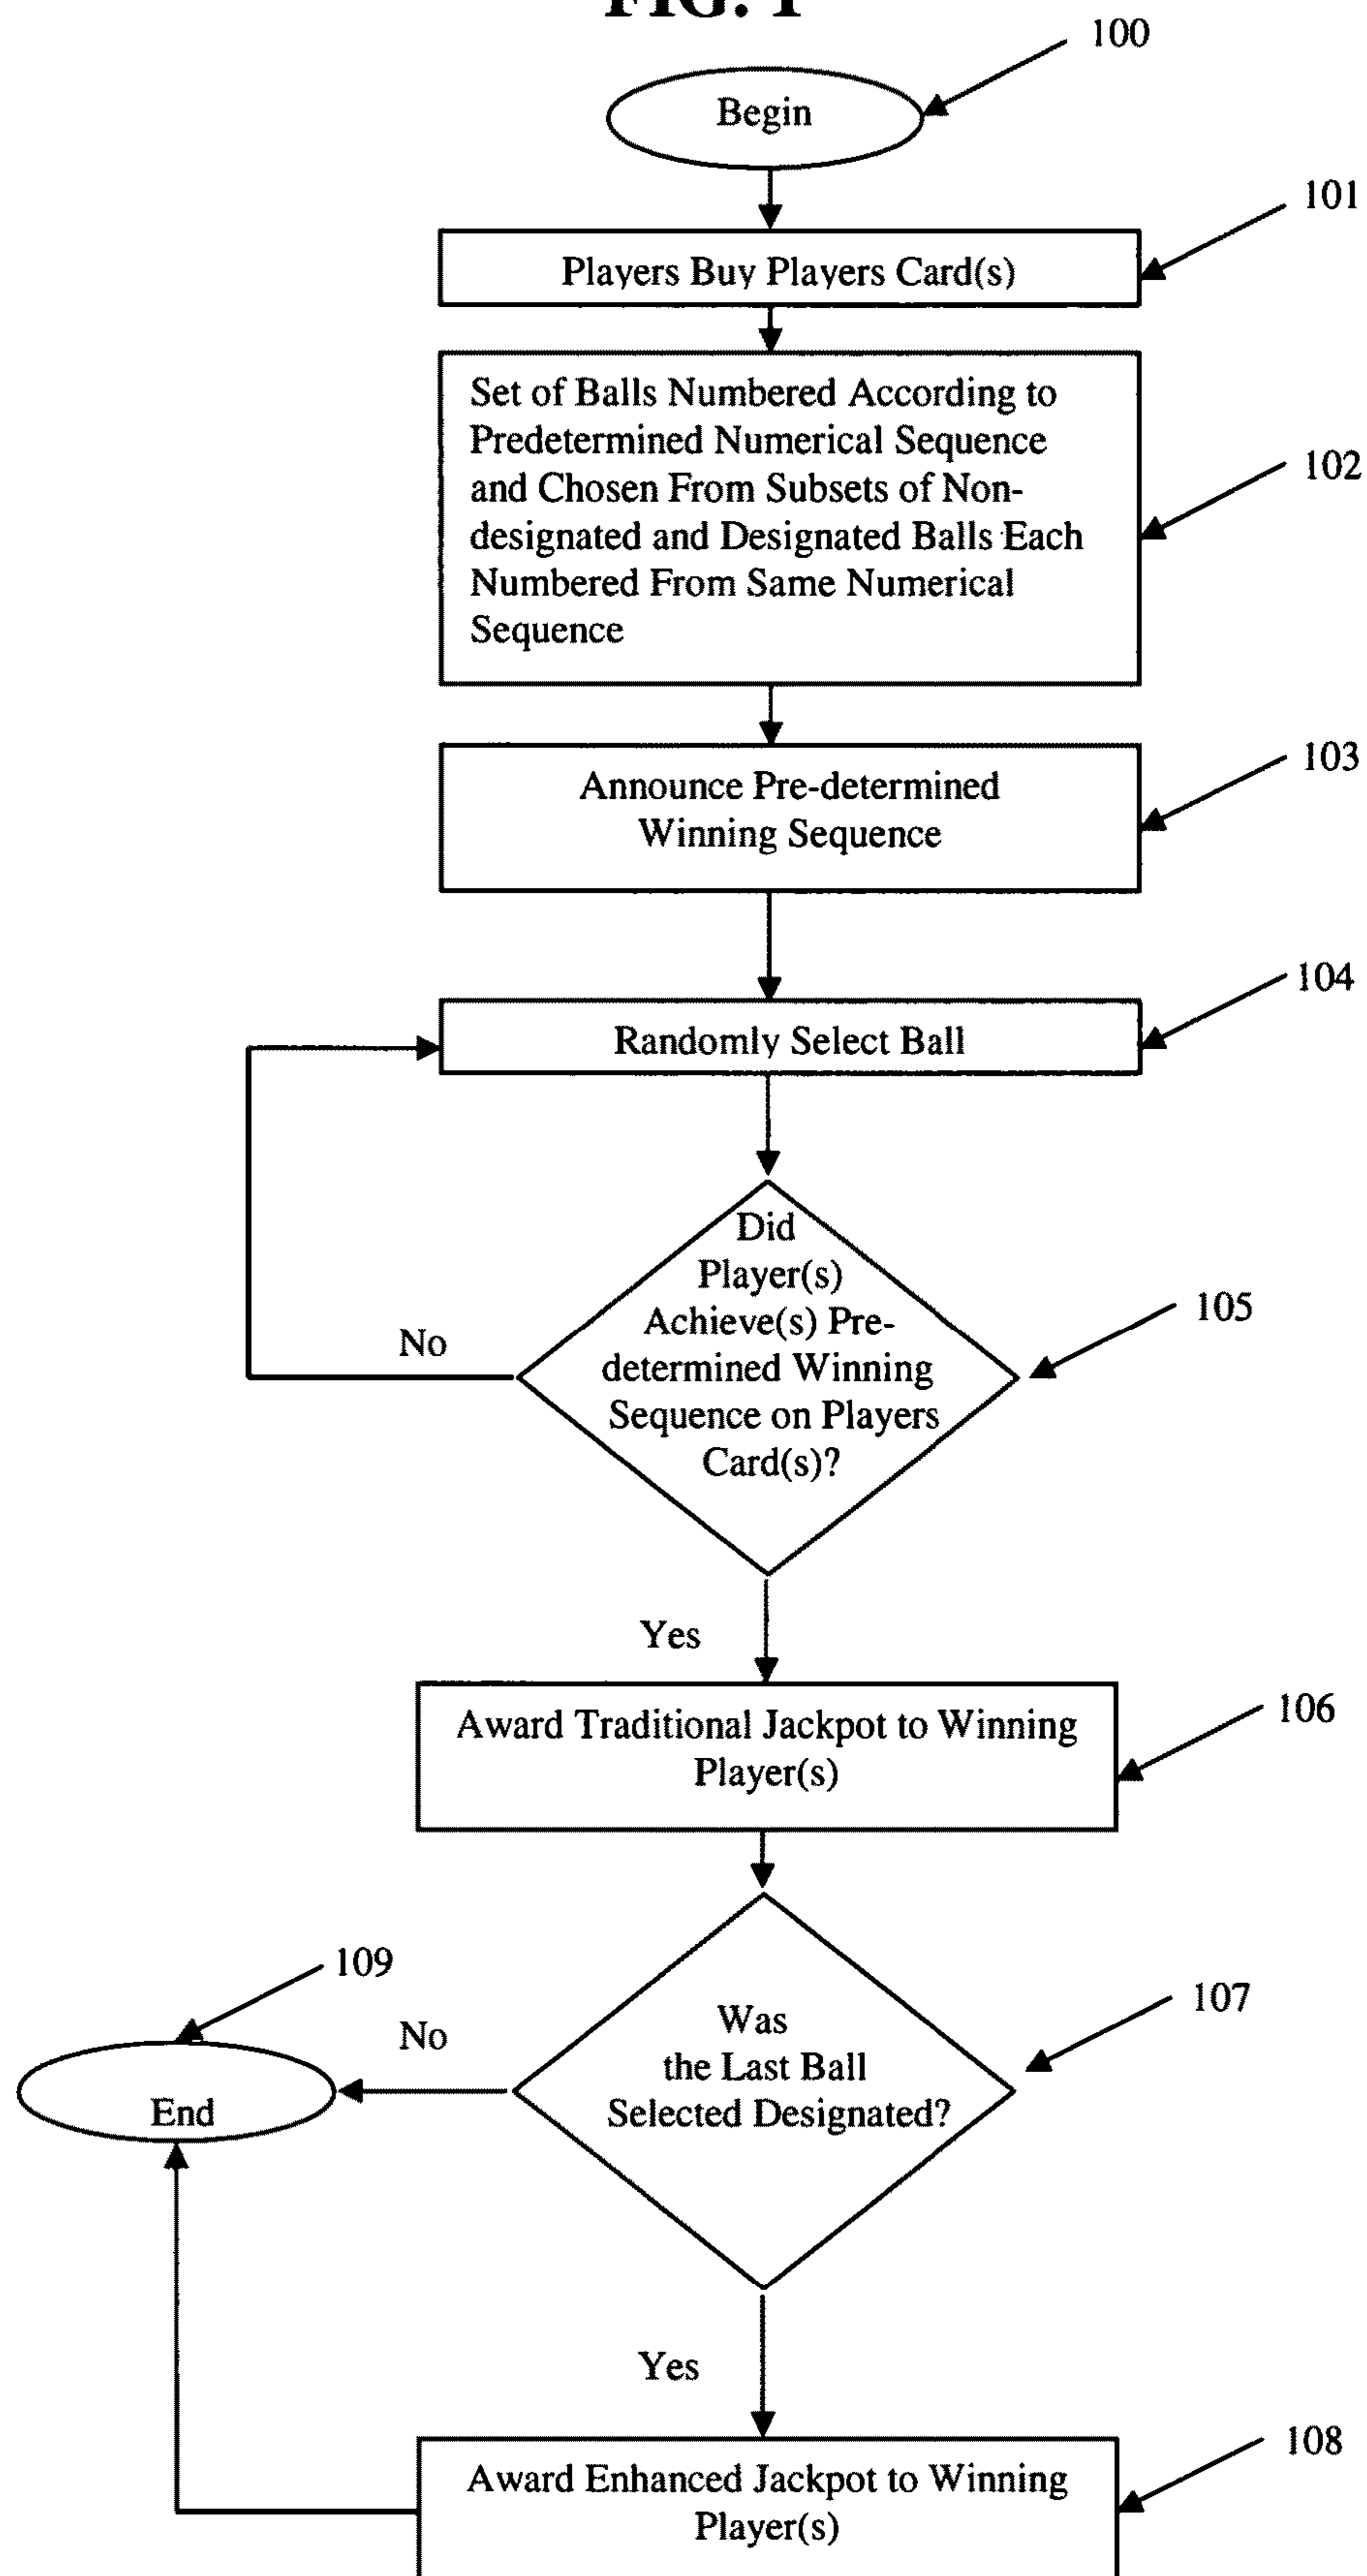 FIG. 1
100
Begin
101
Players Buy Players Card(s)
Set of Balls Numbered According to
Predetermined Numerical Sequence
and Chosen From Subsets of Non-
designated and Designated Balls Each
Numbered From Same Numerical
Sequence
102
103
Announce Pre-determined
Winning Sequence
104
Randomly Select Ball
Did
Player(s)
Achieve(s) Pre-
determined Winning
Sequence on Players
Card(s)?
105
No
Yes
106
Award Traditional Jackpot to Winning
Player(s)
109
107
No
Was
the Last Ball
Selected Designated?
End
Yes
108
Award Enhanced Jackpot to Winning
Player(s)